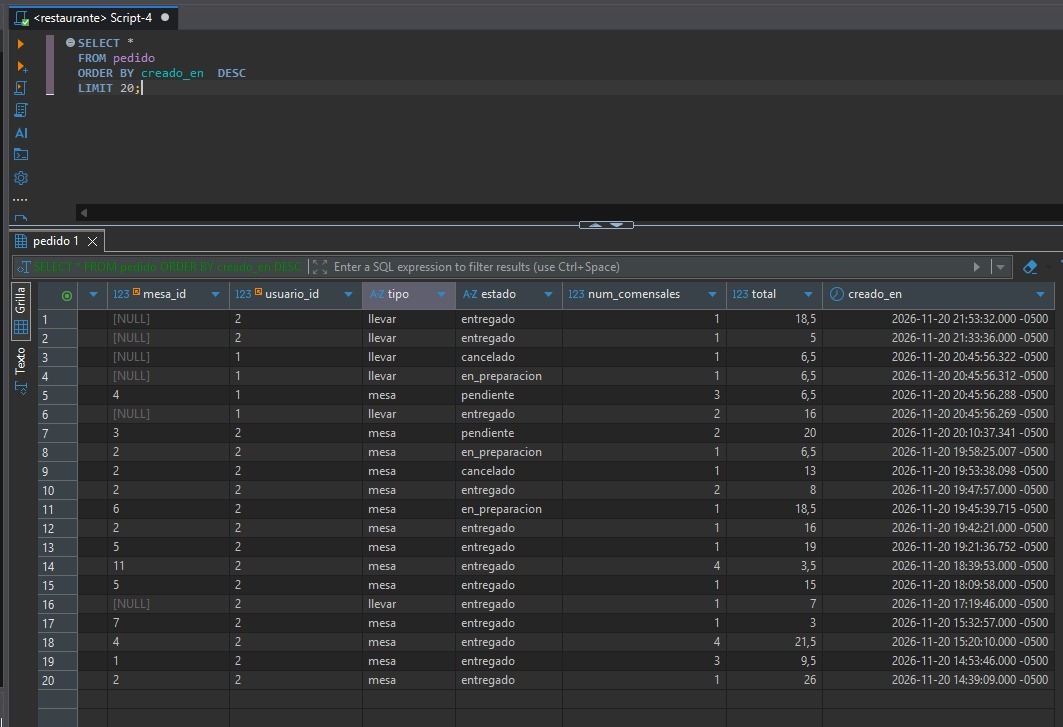 <restaurante> Script-4
SELECT *
FROM pedido
ORDER BY creado_en  DESC
LIMIT 20;
AI
pedido 1
SELECT * FROM pedido ORDER BY creado_en DESC Enter a SQL expression to filter results (use Ctrl+Space)
Grilla
Texto
123 mesa_id 123 usuario_id A-Z tipo A-Z estado 123 num_comensales 123 total creado_en
1 [NULL] 2 llevar entregado 1 18,5 2026-11-20 21:53:32.000 -0500
2 [NULL] 2 llevar entregado 1 5 2026-11-20 21:33:36.000 -0500
3 [NULL] 1 llevar cancelado 1 6,5 2026-11-20 20:45:56.322 -0500
4 [NULL] 1 llevar en_preparacion 1 6,5 2026-11-20 20:45:56.312 -0500
5 4 1 mesa pendiente 3 6,5 2026-11-20 20:45:56.288 -0500
6 [NULL] 1 llevar entregado 2 16 2026-11-20 20:45:56.269 -0500
7 3 2 mesa pendiente 2 20 2026-11-20 20:10:37.341 -0500
8 2 2 mesa en_preparacion 1 6,5 2026-11-20 19:58:25.007 -0500
9 2 2 mesa cancelado 1 13 2026-11-20 19:53:38.098 -0500
10 2 2 mesa entregado 2 8 2026-11-20 19:47:57.000 -0500
11 6 2 mesa en_preparacion 1 18,5 2026-11-20 19:45:39.715 -0500
12 2 2 mesa entregado 1 16 2026-11-20 19:42:21.000 -0500
13 5 2 mesa entregado 1 19 2026-11-20 19:21:36.752 -0500
14 11 2 mesa entregado 4 3,5 2026-11-20 18:39:53.000 -0500
15 5 2 mesa entregado 1 15 2026-11-20 18:09:58.000 -0500
16 [NULL] 2 llevar entregado 1 7 2026-11-20 17:19:46.000 -0500
17 7 2 mesa entregado 1 3 2026-11-20 15:32:57.000 -0500
18 4 2 mesa entregado 4 21,5 2026-11-20 15:20:10.000 -0500
19 1 2 mesa entregado 3 9,5 2026-11-20 14:53:46.000 -0500
20 2 2 mesa entregado 1 26 2026-11-20 14:39:09.000 -0500